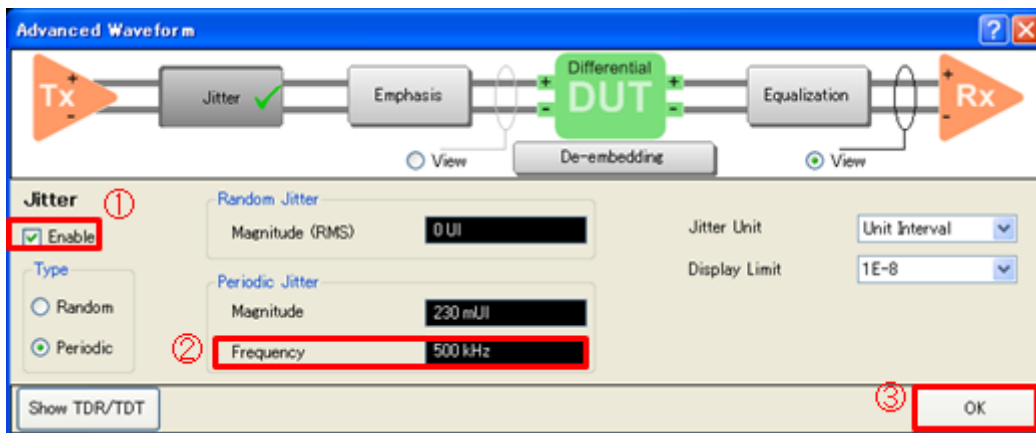 Advanced Waveform
?
X
Tx
+
-
Jitter
Emphasis
Differential
DUT
+
-
+
-
Equalization
+
-
Rx
View
De-embedding
View
Jitter
①
Enable
Type
Random
Periodic
Random Jitter
Magnitude (RMS)
0 UI
Periodic Jitter
Magnitude
230 mUI
②
Frequency
500 kHz
Jitter Unit
Unit Interval
Display Limit
1E-8
Show TDR/TDT
③
OK